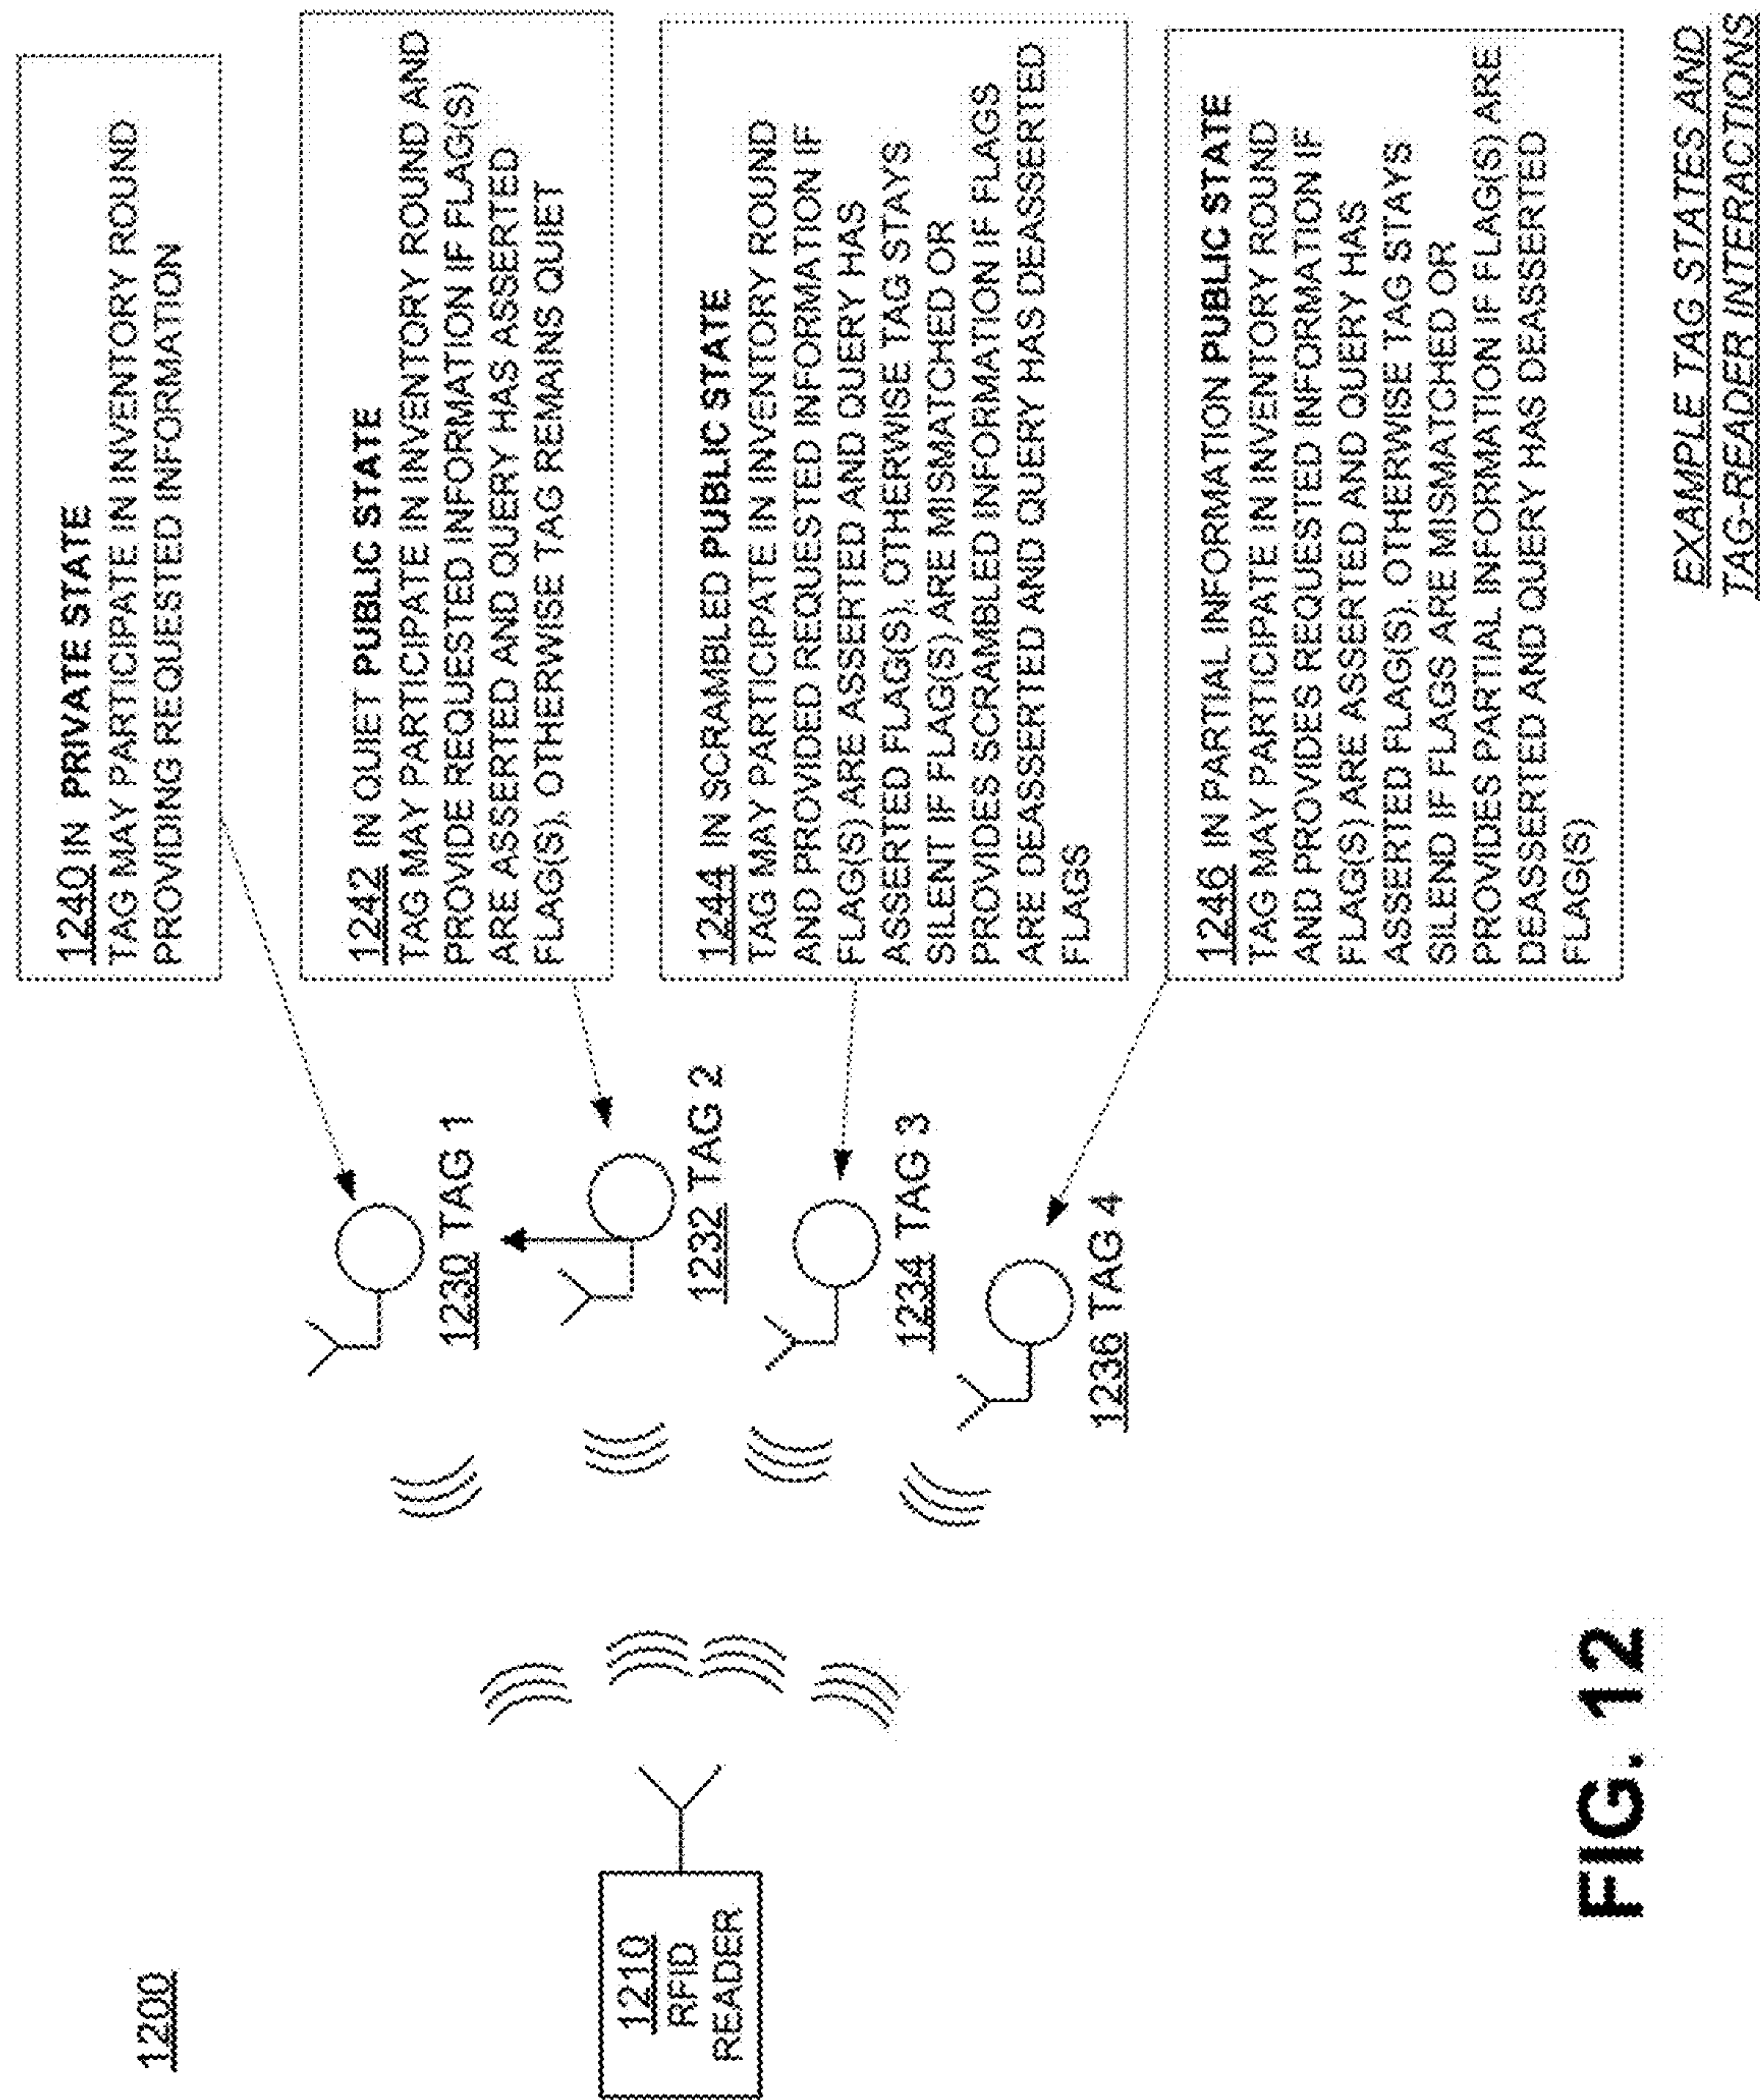 1200
1210
RFID
READER
1230 TAG 1
1232 TAG 2
1234 TAG 3
1236 TAG 4
1240 IN PRIVATE STATE
TAG MAY PARTICIPATE IN INVENTORY ROUND
PROVIDING REQUESTED INFORMATION
1242 IN QUIET PUBLIC STATE
TAG MAY PARTICIPATE IN INVENTORY ROUND AND
PROVIDE REQUESTED INFORMATION IF FLAG(S)
ARE ASSERTED AND QUERY HAS ASSERTED
FLAG(S), OTHERWISE TAG REMAINS QUIET
1244 IN SCRAMBLED PUBLIC STATE
TAG MAY PARTICIPATE IN INVENTORY ROUND
AND PROVIDED REQUESTED INFORMATION IF
FLAG(S) ARE ASSERTED AND QUERY HAS
ASSERTED FLAG(S), OTHERWISE TAG STAYS
SILENT IF FLAG(S) ARE MISMATCHED OR
PROVIDES SCRAMBLED INFORMATION IF FLAGS
ARE DEASSERTED AND QUERY HAS DEASSERTED
FLAGS
1246 IN PARTIAL INFORMATION PUBLIC STATE
TAG MAY PARTICIPATE IN INVENTORY ROUND
AND PROVIDES REQUESTED INFORMATION IF
FLAG(S) ARE ASSERTED AND QUERY HAS
ASSERTED FLAG(S), OTHERWISE TAG STAYS
SILEND IF FLAGS ARE MISMATCHED OR
PROVIDES PARTIAL INFORMATION IF FLAG(S) ARE
DEASSERTED AND QUERY HAS DEASSERTED
FLAG(S)
FIG. 12
EXAMPLE TAG STATES AND
TAG-READER INTERACTIONS